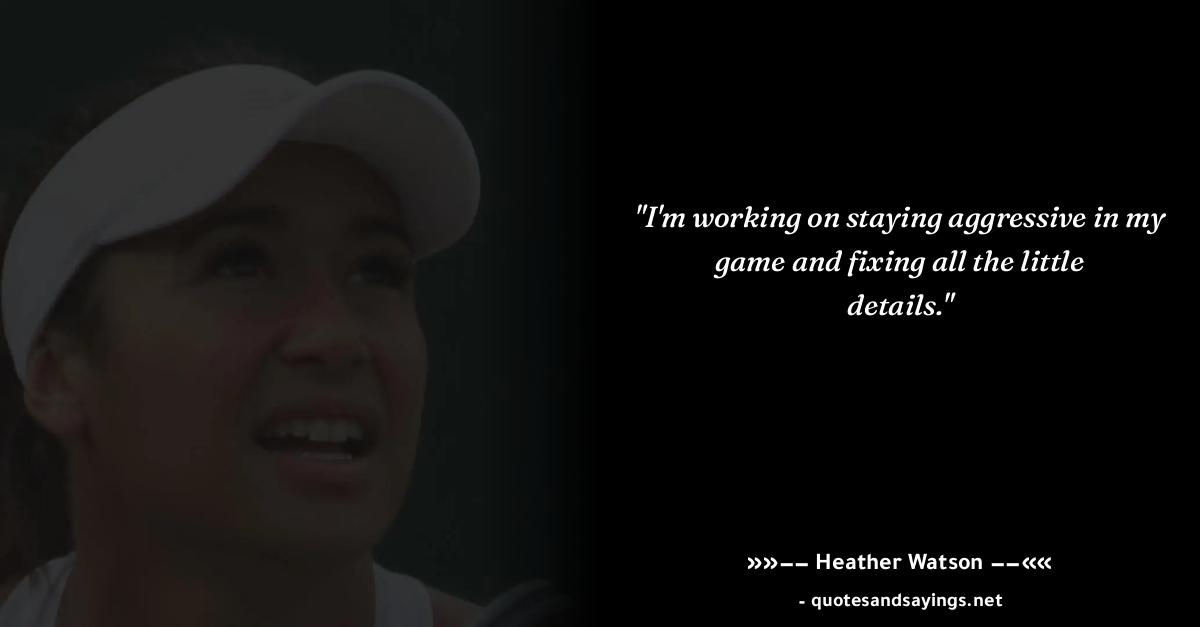 "I'm working on staying aggressive in my
game and fixing all the little
details."
»»−− Heather Watson −−««
- quotesandsayings.net